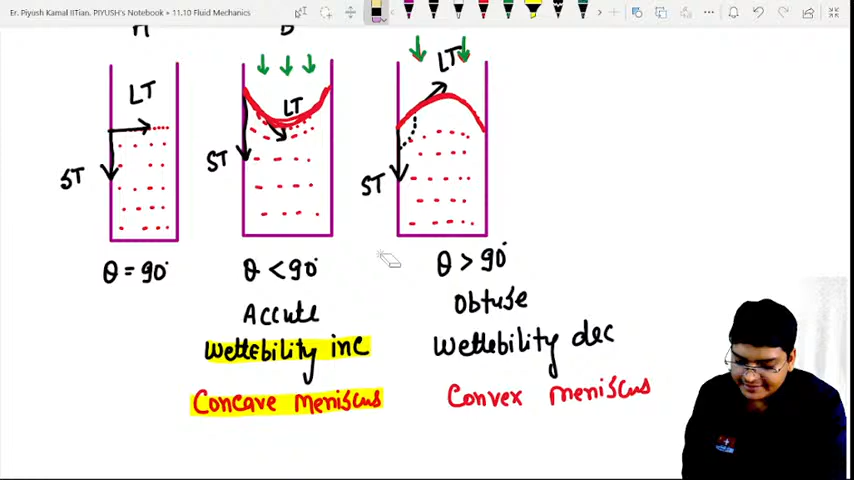 Er. Piyush Kamal IITian. PIYUSH's Notebook » 11.10 Fluid Mechanics
LT
LT
LT
ST
ST
ST
θ = 90°
θ < 90°
θ > 90°
Accute
Obtuse
Wettebility inc
Wettebility dec
Concave Meniscus
Convex meniscus